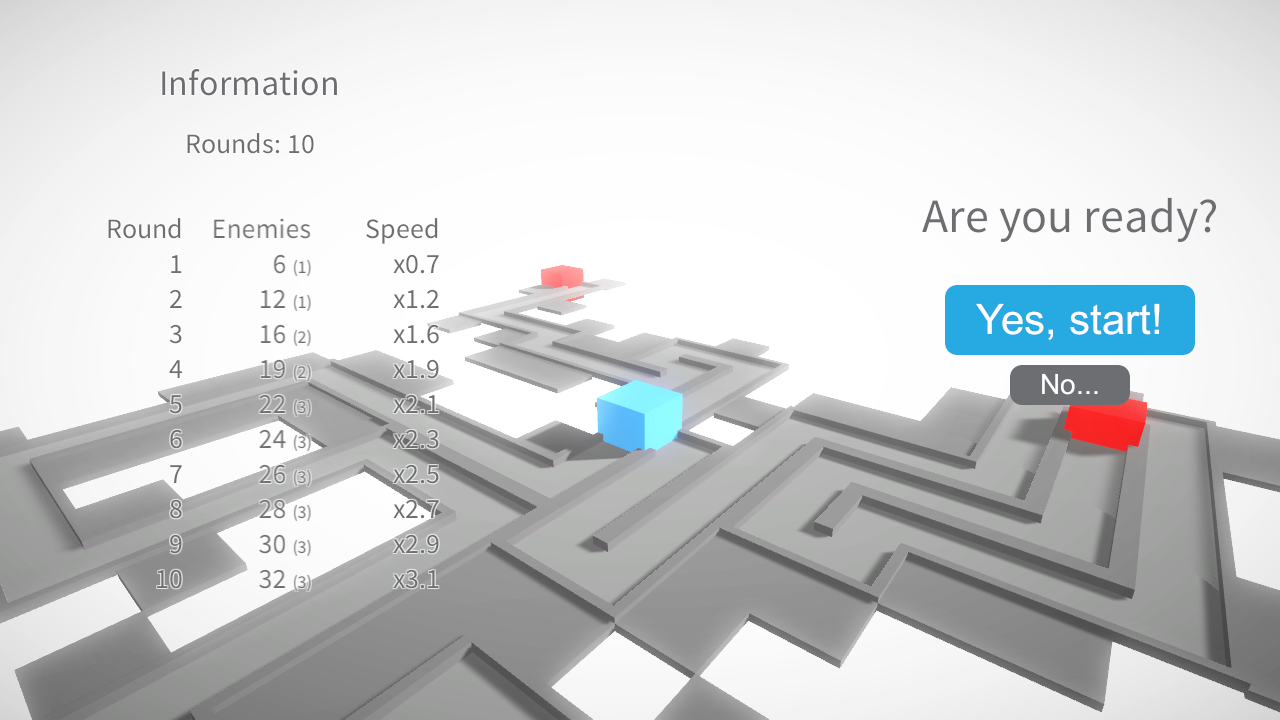 Information
Rounds: 10
Round Enemies Speed
1 6 (1) x0.7
2 12 (1) x1.2
3 16 (2) x1.6
4 19 (2) x1.9
5 22 (3) x2.1
6 24 (3) x2.3
7 26 (3) x2.5
8 28 (3) x2.7
9 30 (3) x2.9
10 32 (3) x3.1
Are you ready?
Yes, start!
No...